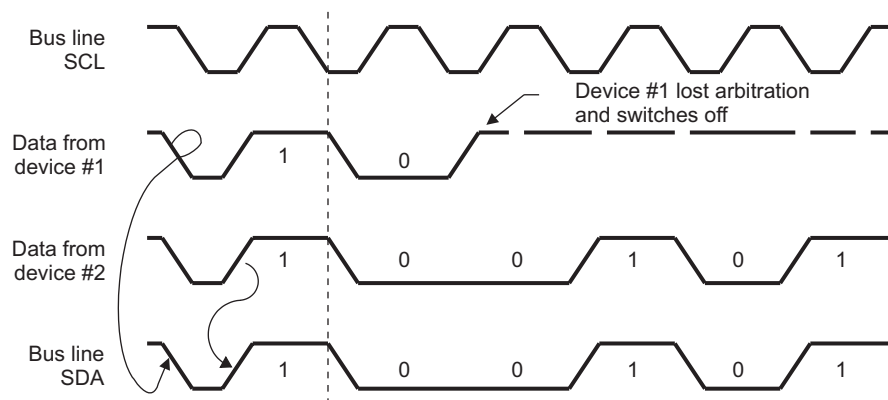 Bus line
SCL
Device #1 lost arbitration
and switches off
Data from
device #1
1
0
Data from
device #2
1
0
0
1
0
1
Bus line
SDA
1
0
0
1
0
1